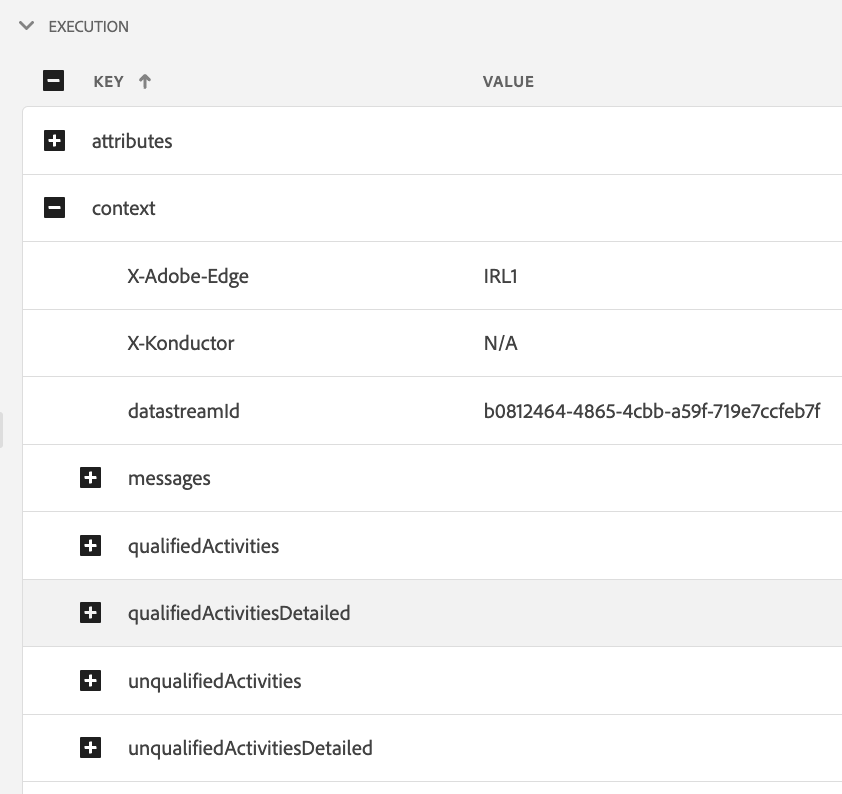 EXECUTION
KEY VALUE
attributes
context
X-Adobe-Edge IRL1
X-Konductor N/A
datastreamId b0812464-4865-4cbb-a59f-719e7ccfeb7f
messages
qualifiedActivities
qualifiedActivitiesDetailed
unqualifiedActivities
unqualifiedActivitiesDetailed